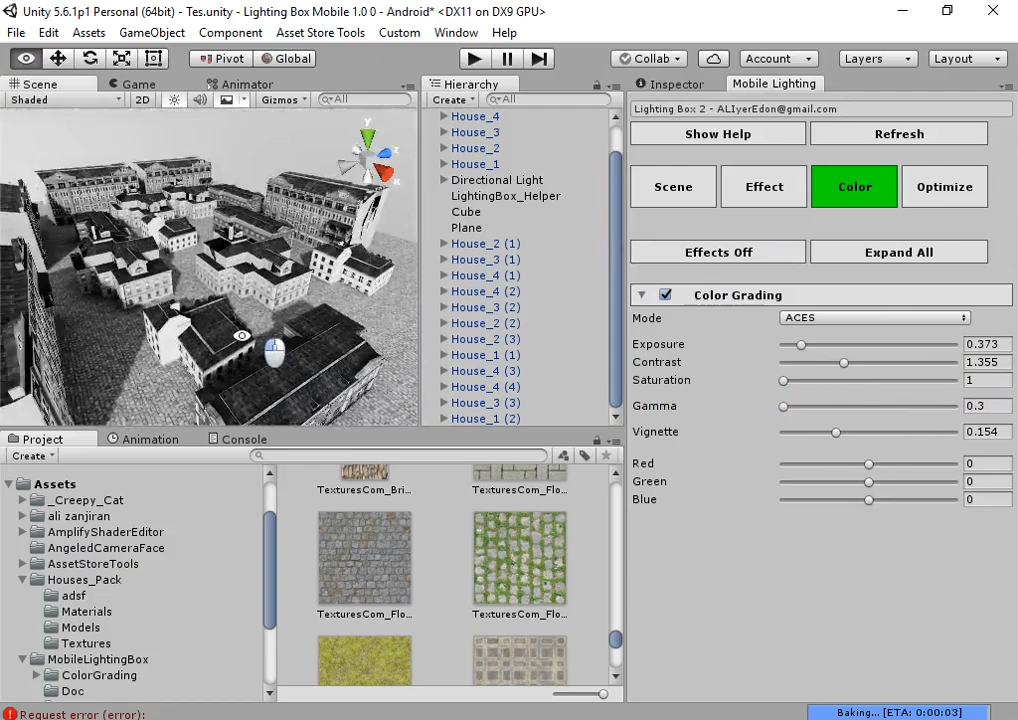 Unity 5.6.1p1 Personal (64bit) - Tes.unity - Lighting Box Mobile 1.0 0 - Android* <DX11 on DX9 GPU>
File Edit Assets GameObject Component Asset Store Tools Custom Window Help
Pivot Global Collab Account Layers Layout
Scene Game Animator
Shaded 2D Gizmos All
y
z
x
Hierarchy
Create All
House_4
House_3
House_2
House_1
Directional Light
LightingBox_Helper
Cube
Plane
House_2 (1)
House_3 (1)
House_4 (1)
House_4 (2)
House_3 (2)
House_2 (2)
House_2 (3)
House_1 (1)
House_4 (3)
House_4 (4)
House_3 (3)
House_1 (2)
Inspector Mobile Lighting
Lighting Box 2 - ALIyerEdon@gmail.com
Show Help Refresh
Scene Effect Color Optimize
Effects Off Expand All
Color Grading
Mode ACES
Exposure 0.373
Contrast 1.355
Saturation 1
Gamma 0.3
Vignette 0.154
Red 0
Green 0
Blue 0
Project Animation Console
Create
Assets
_Creepy_Cat
ali zanjiran
AmplifyShaderEditor
AngeledCameraFace
AssetStoreTools
Houses_Pack
adsf
Materials
Models
Textures
MobileLightingBox
ColorGrading
Doc
TexturesCom_Bri... TexturesCom_Flo...
TexturesCom_Flo... TexturesCom_Flo...
Request error (error):
Baking... [ETA: 0:00:03]